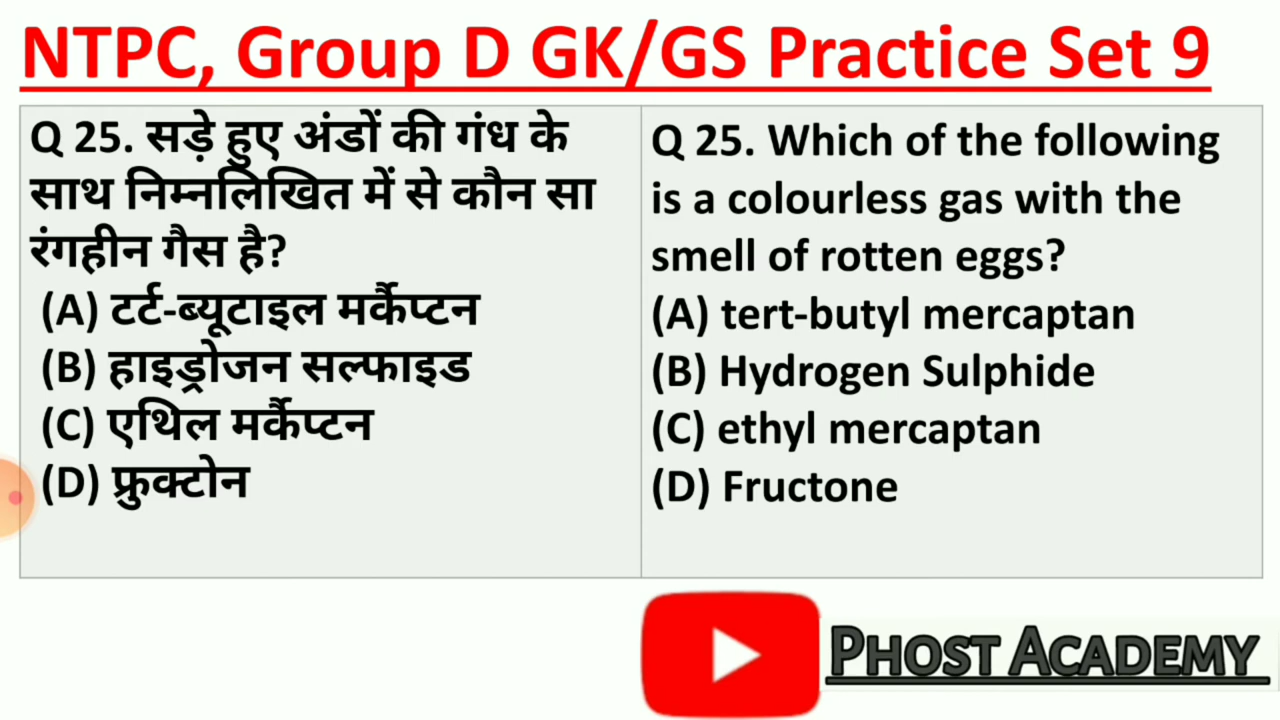 NTPC, Group D GK/GS Practice Set 9
Q 25. सड़े हुए अंडों की गंध के
साथ निम्नलिखित में से कौन सा
रंगहीन गैस है?
(A) टर्ट-ब्यूटाइल मर्कैप्टन
(B) हाइड्रोजन सल्फाइड
(C) एथिल मर्कैप्टन
(D) फ्रुक्टोन
Q 25. Which of the following
is a colourless gas with the
smell of rotten eggs?
(A) tert-butyl mercaptan
(B) Hydrogen Sulphide
(C) ethyl mercaptan
(D) Fructone
PHOST ACADEMY